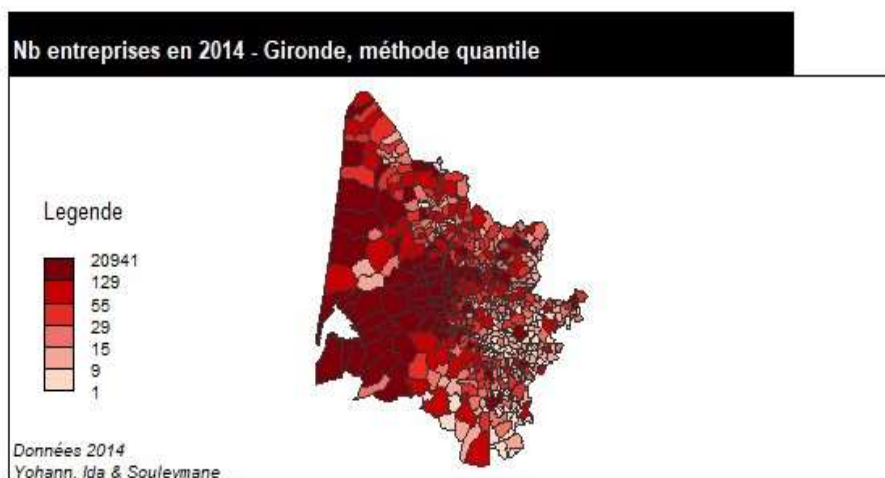 Nb entreprises en 2014 - Gironde, méthode quantile
Legende
20941
129
55
29
15
9
1
Données 2014
Yohann, Ida & Souleymane